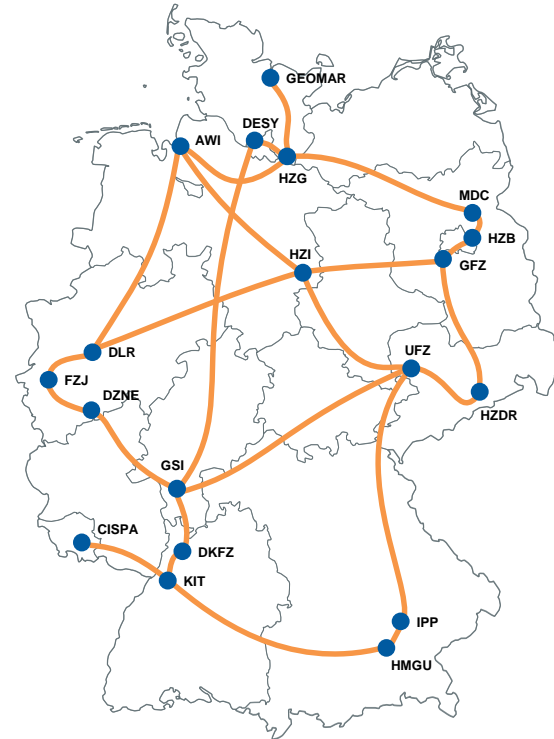 GEOMAR
DESY
AWI
HZG
MDC
HZB
HZI
GFZ
DLR
UFZ
FZJ
DZNE
HZDR
GSI
CISPA
DKFZ
KIT
IPP
HMGU